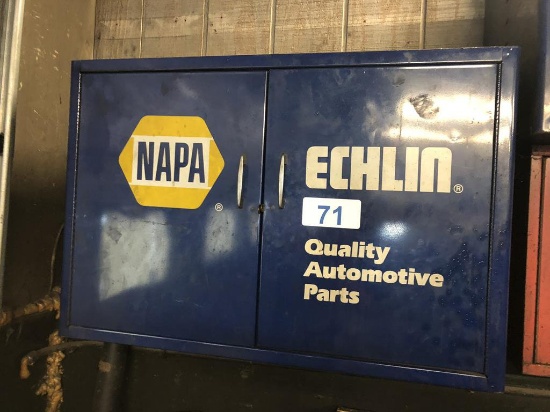 NAPA
®
ECHLIN®
71
Quality
Automotive
Parts